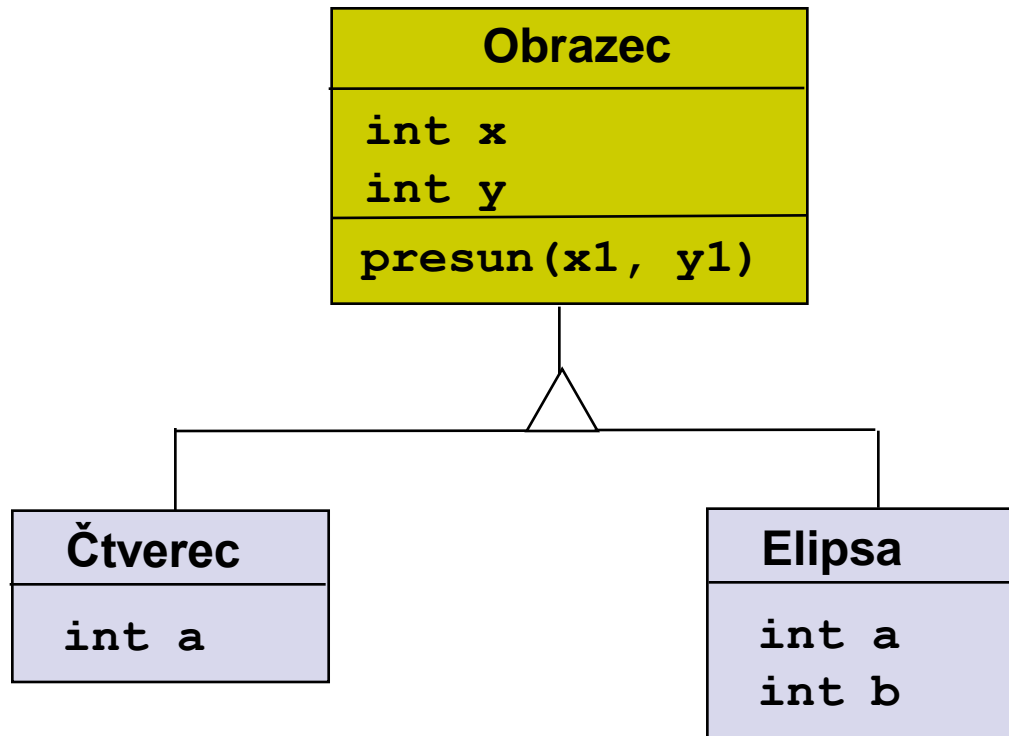 Obrazec
int x
int y
presun(x1, y1)
Čtverec
int a
Elipsa
int a
int b